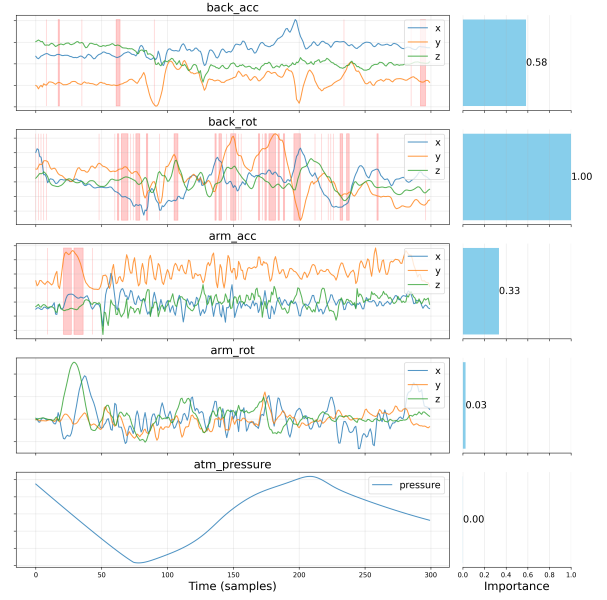 back_acc
x
y
z
0.58
back_rot
x
y
z
1.00
arm_acc
x
y
z
0.33
arm_rot
x
y
z
0.03
atm_pressure
pressure
0.00
0 50 100 150 200 250 300
0.0 0.2 0.4 0.6 0.8 1.0
Time (samples)
Importance